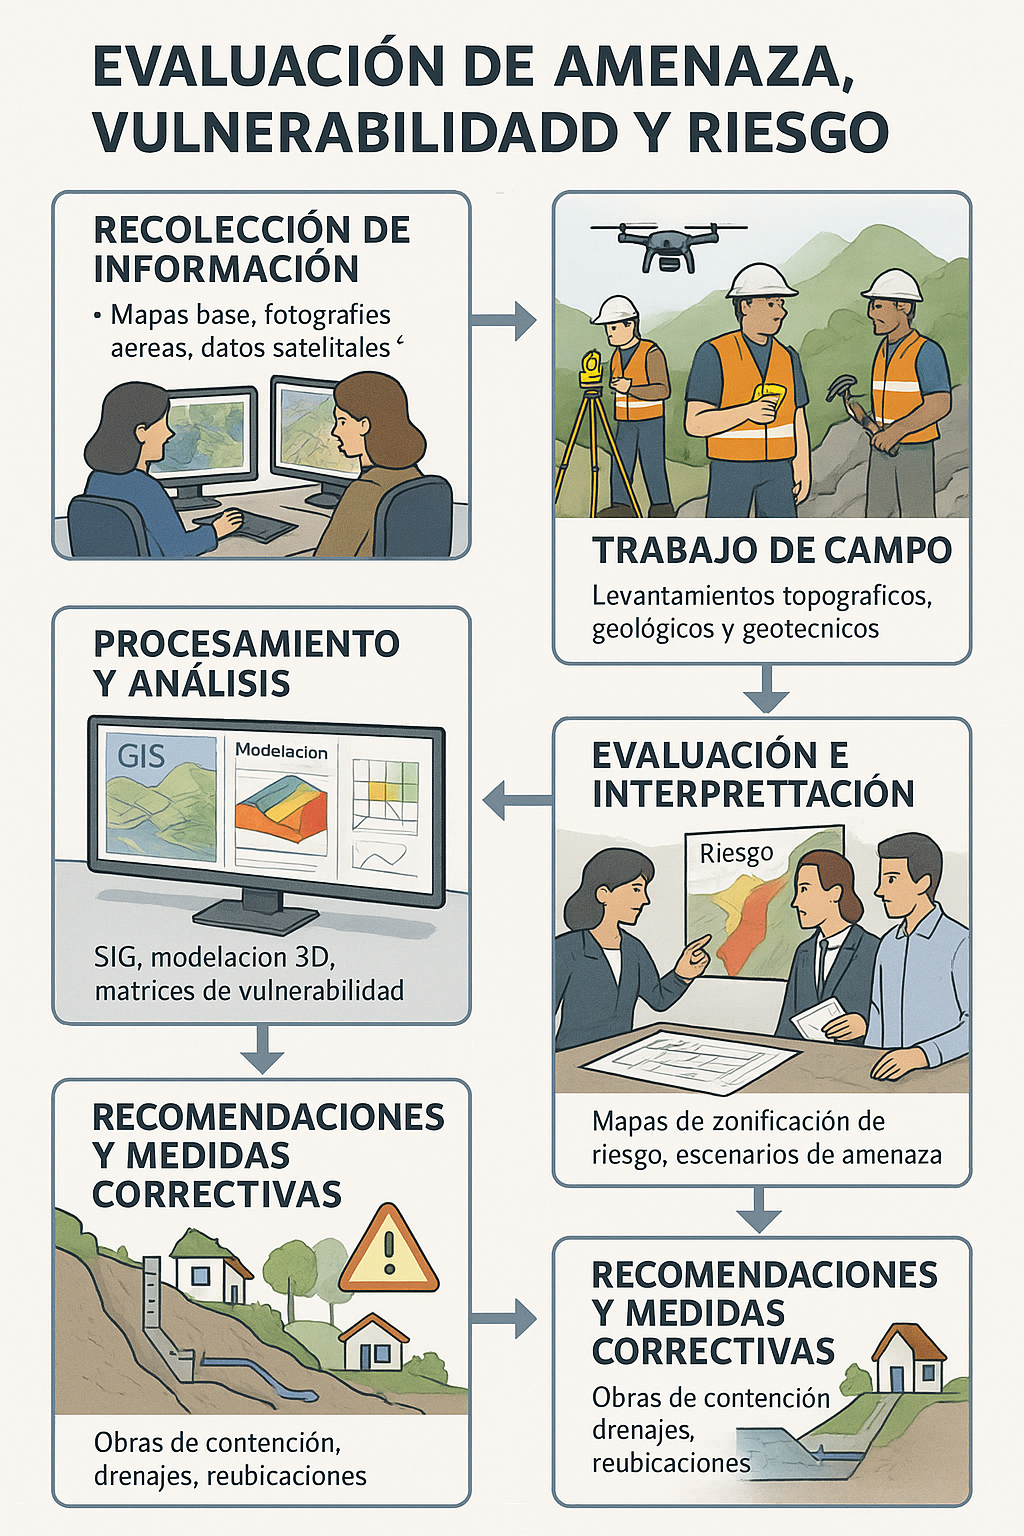 EVALUACIÓN DE AMENAZA,
VULNERABILIDADD Y RIESGO
RECOLECCIÓN DE
INFORMACIÓN
• Mapas base, fotografies
aereas, datos satelitales ‘
TRABAJO DE CAMPO
Levantamientos topograficos,
geológicos y geotecnicos
PROCESAMIENTO
Y ANÁLISIS
GIS
Modelacion
SIG, modelacion 3D,
matrices de vulnerabilidad
EVALUACIÓN E
INTERPRETTACIÓN
Riesgo
Mapas de zonificación de
riesgo, escenarios de amenaza
RECOMENDACIONES
Y MEDIDAS
CORRECTIVAS
Obras de contención,
drenajes, reubicaciones
RECOMENDACIONES
Y MEDIDAS
CORRECTIVAS
Obras de contención
drenajes,
reubicaciones